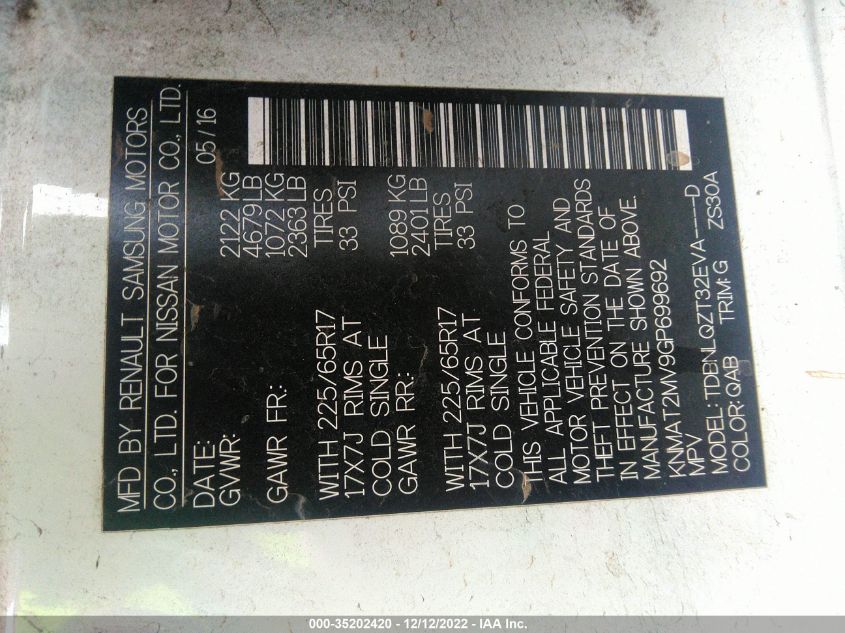 MFD BY RENAULT SAMSUNG MOTORS
CO., LTD. FOR NISSAN MOTOR CO., LTD.
DATE: 05/16
GVWR: 2122 KG
4679 LB
GAWR FR: 1072 KG
2363 LB
WITH 225/65R17 TIRES
17X7J RIMS AT 33 PSI
COLD SINGLE
GAWR RR: 1089 KG
2401 LB
WITH 225/65R17 TIRES
17X7J RIMS AT 33 PSI
COLD SINGLE
THIS VEHICLE CONFORMS TO
ALL APPLICABLE FEDERAL
MOTOR VEHICLE SAFETY AND
THEFT PREVENTION STANDARDS
IN EFFECT ON THE DATE OF
MANUFACTURE SHOWN ABOVE.
KNMAT2MV9GP699692
MPV
MODEL: TDBNLQZT32EVA----D
COLOR: QAB TRIM: G ZS30A
000-35202420 - 12/12/2022 - IAA Inc.